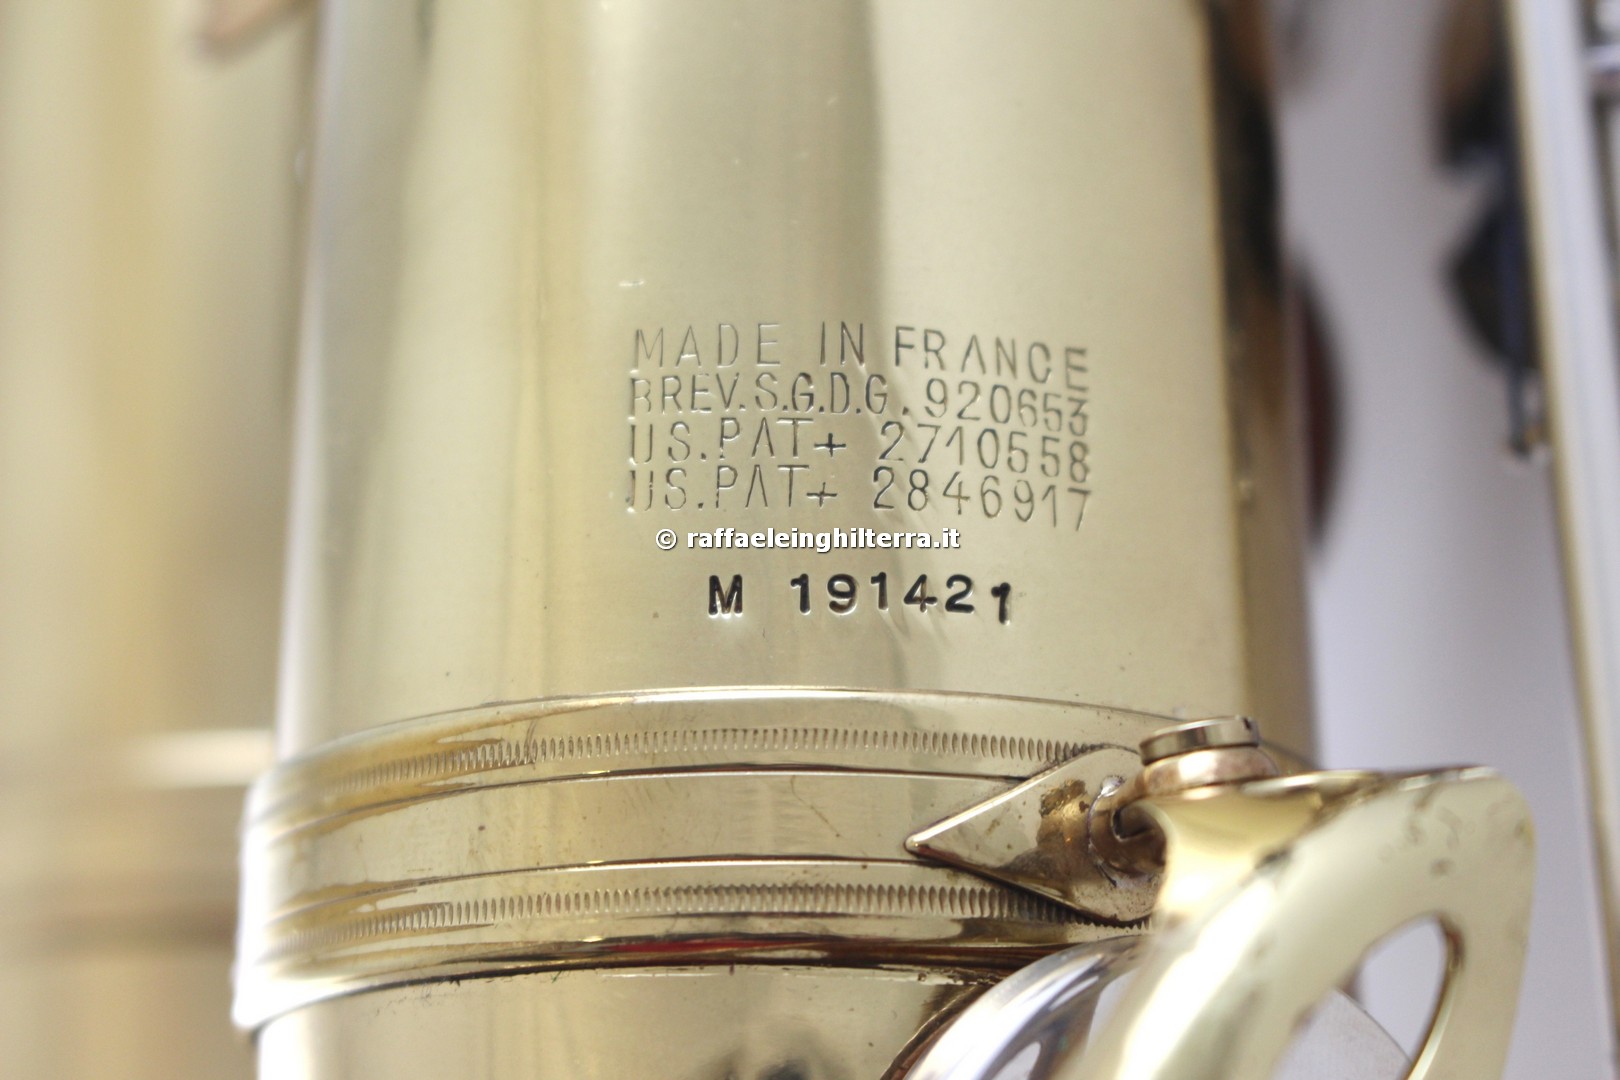 MADE IN FRANCE
BREV.S.G.D.G. 920653
US.PAT+ 2710558
US.PAT+ 2846917
© raffaeleinghilterra.it
M 191421